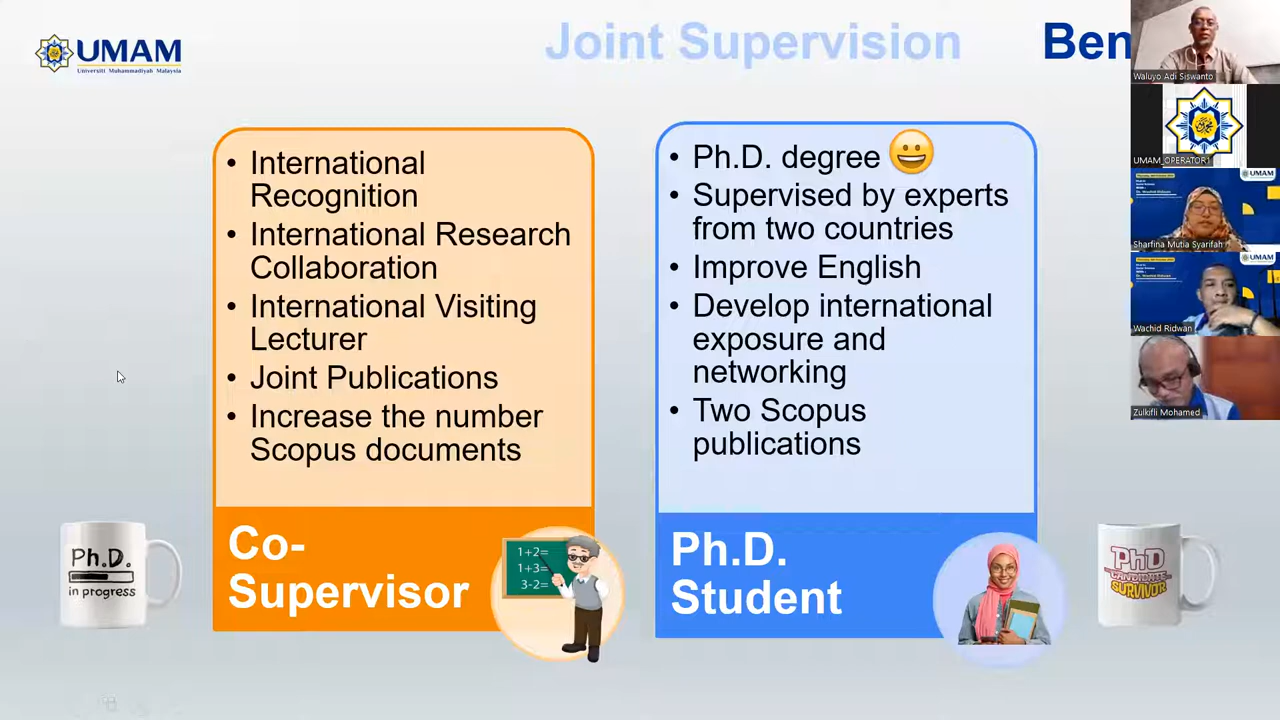 UMAM
Universiti Muhammadiyah Malaysia
Joint Supervision
Ben
• International
Recognition
• International Research
Collaboration
• International Visiting
Lecturer
• Joint Publications
• Increase the number
Scopus documents
Co-
Supervisor
1+2=
1+3=
3-2=
• Ph.D. degree 😀
• Supervised by experts
from two countries
• Improve English
• Develop international
exposure and
networking
• Two Scopus
publications
Ph.D.
Student
Ph.D.
in progress
PhD
CANDIDATE
SURVIVOR
Waluyo Adi Siswanto
UMAM_OPERATOR1
UMAM
Sharfina Mutia Syarifah
UMAM
Wachid Ridwan
Zulkifli Mohamed